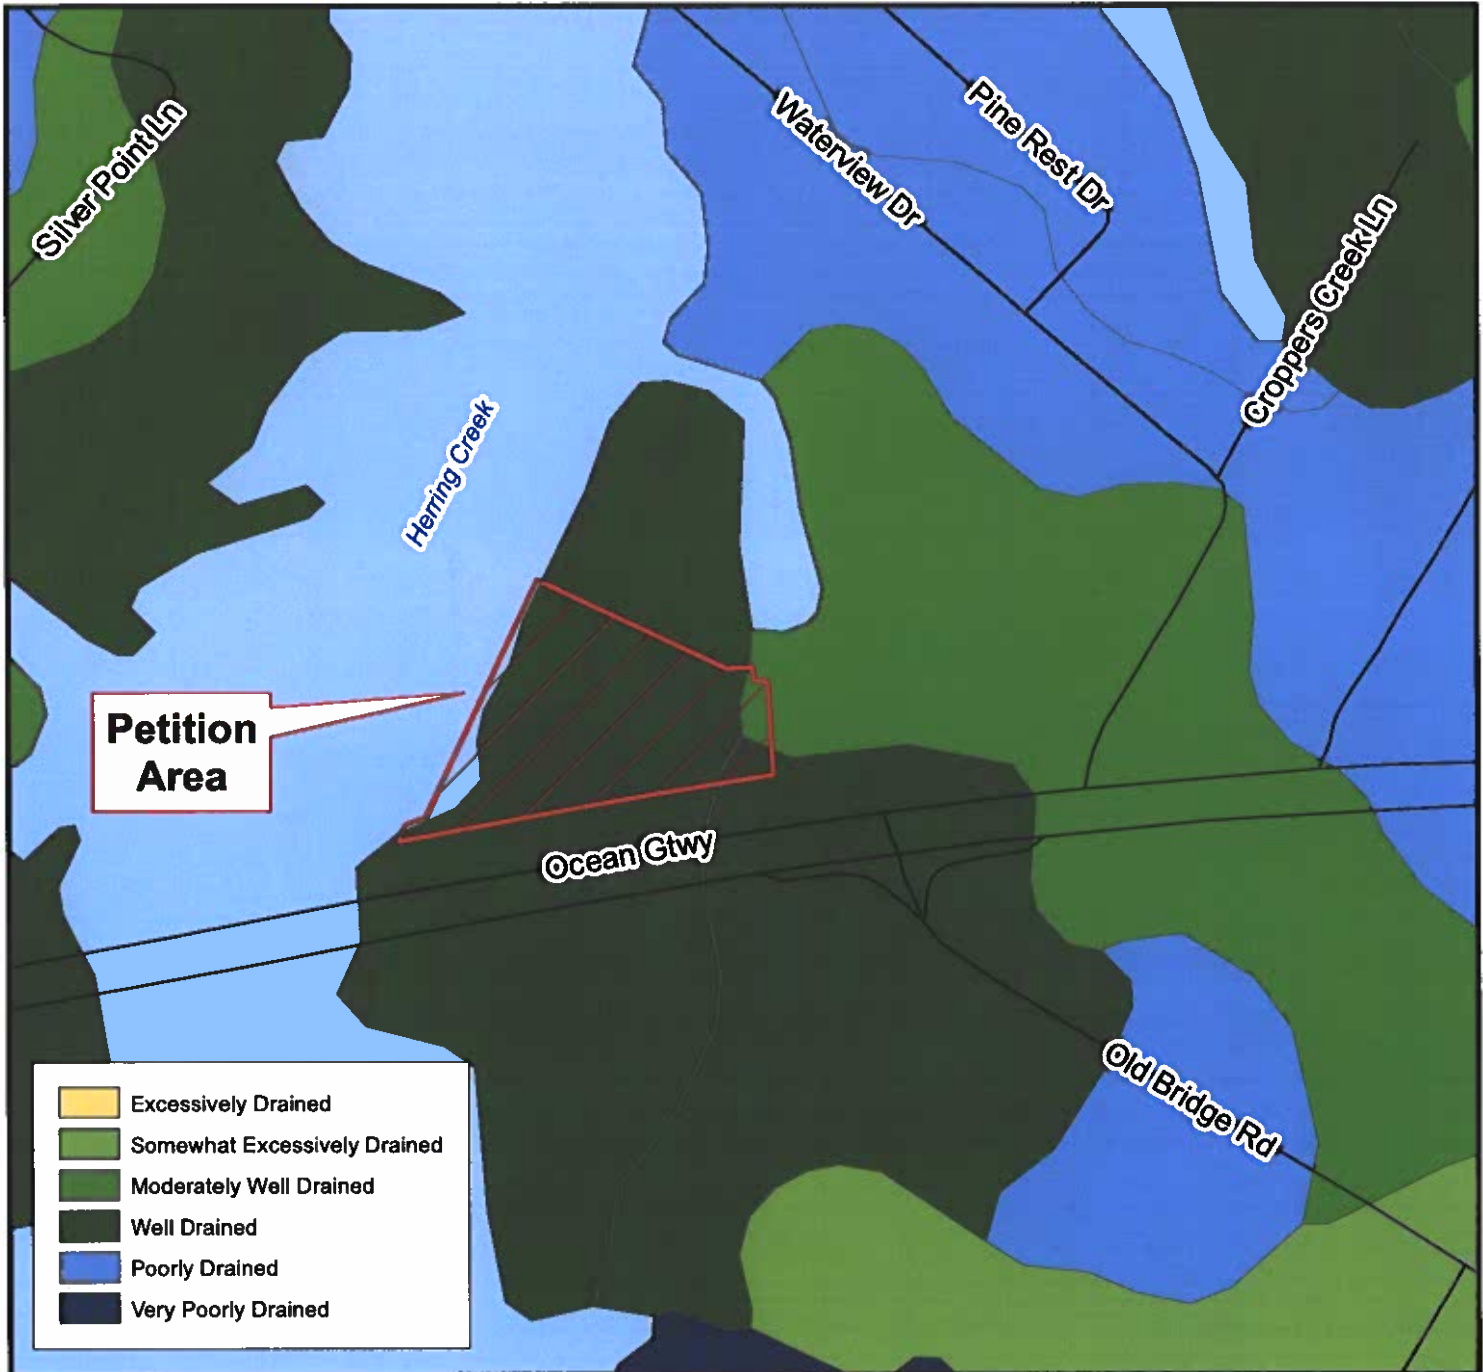 Silver Point Ln
Waterview Dr
Pine Rest Dr
Croppers Creek Ln
Herring Creek
Petition
Area
Ocean Gtwy
Old Bridge Rd
Excessively Drained
Somewhat Excessively Drained
Moderately Well Drained
Well Drained
Poorly Drained
Very Poorly Drained